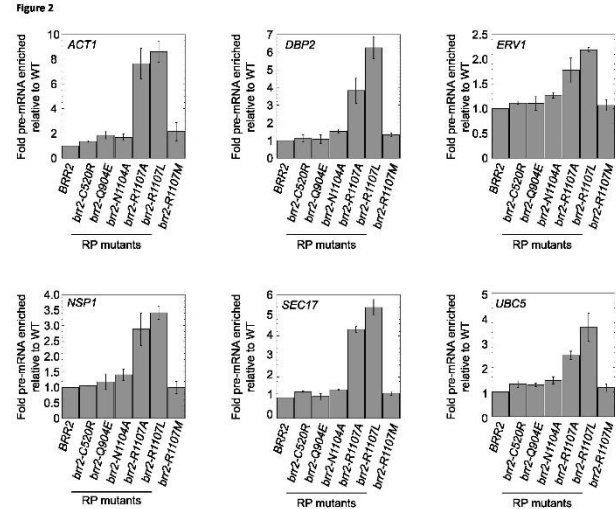 Figure 2
Fold pre-mRNA enriched
relative to WT
10
8
6
4
2
0
ACT1
BRR2
brr2-C520R
brr2-Q904E
brr2-N1104A
brr2-R1107A
brr2-R1107L
brr2-R1107M
RP mutants
Fold pre-mRNA enriched
relative to WT
7
6
5
4
3
2
1
0
DBP2
BRR2
brr2-C520R
brr2-Q904E
brr2-N1104A
brr2-R1107A
brr2-R1107L
brr2-R1107M
RP mutants
Fold pre-mRNA enriched
relative to WT
2.5
2.0
1.5
1.0
0.5
0
ERV1
BRR2
brr2-C520R
brr2-Q904E
brr2-N1104A
brr2-R1107A
brr2-R1107L
brr2-R1107M
RP mutants
Fold pre-mRNA enriched
relative to WT
4.0
3.5
3.0
2.5
2.0
1.5
1.0
0.5
0
NSP1
BRR2
brr2-C520R
brr2-Q904E
brr2-N1104A
brr2-R1107A
brr2-R1107L
brr2-R1107M
RP mutants
Fold pre-mRNA enriched
relative to WT
6
5
4
3
2
1
0
SEC17
BRR2
brr2-C520R
brr2-Q904E
brr2-N1104A
brr2-R1107A
brr2-R1107L
brr2-R1107M
RP mutants
Fold pre-mRNA enriched
relative to WT
5
4
3
2
1
0
UBC5
BRR2
brr2-C520R
brr2-Q904E
brr2-N1104A
brr2-R1107A
brr2-R1107L
brr2-R1107M
RP mutants